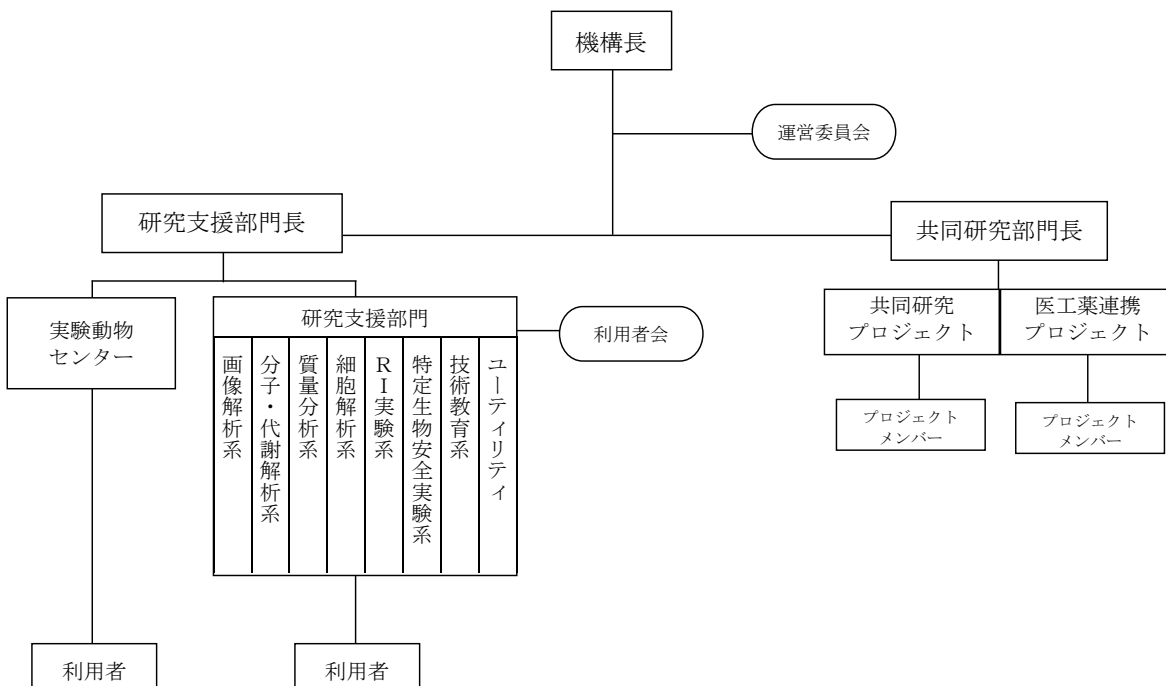 機構長
運営委員会
研究支援部門長
共同研究部門長
実験動物
センター
研究支援部門
利用者会
共同研究
プロジェクト
医工薬連携
プロジェクト
画像解析系
分子・代謝解析系
質量分析系
細胞解析系
RI実験系
特定生物安全実験系
技術教育系
ユーティリティ
プロジェクト
メンバー
プロジェクト
メンバー
利用者
利用者